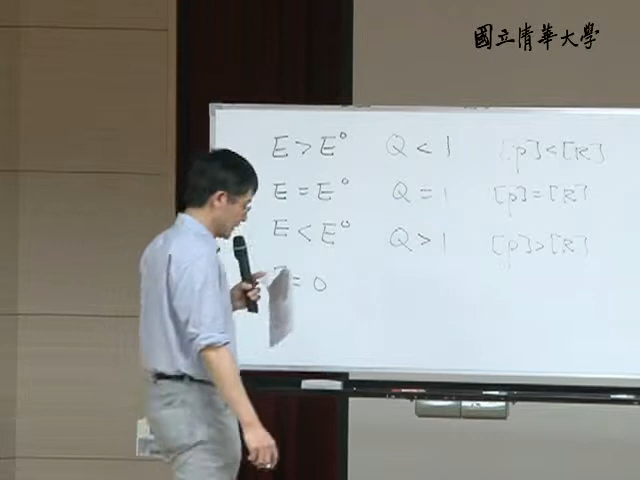 國立清華大學
E > E° Q < 1 [P]<[R]
E = E° Q = 1 [P]=[R]
E < E° Q > 1 [P]>[R]
= 0